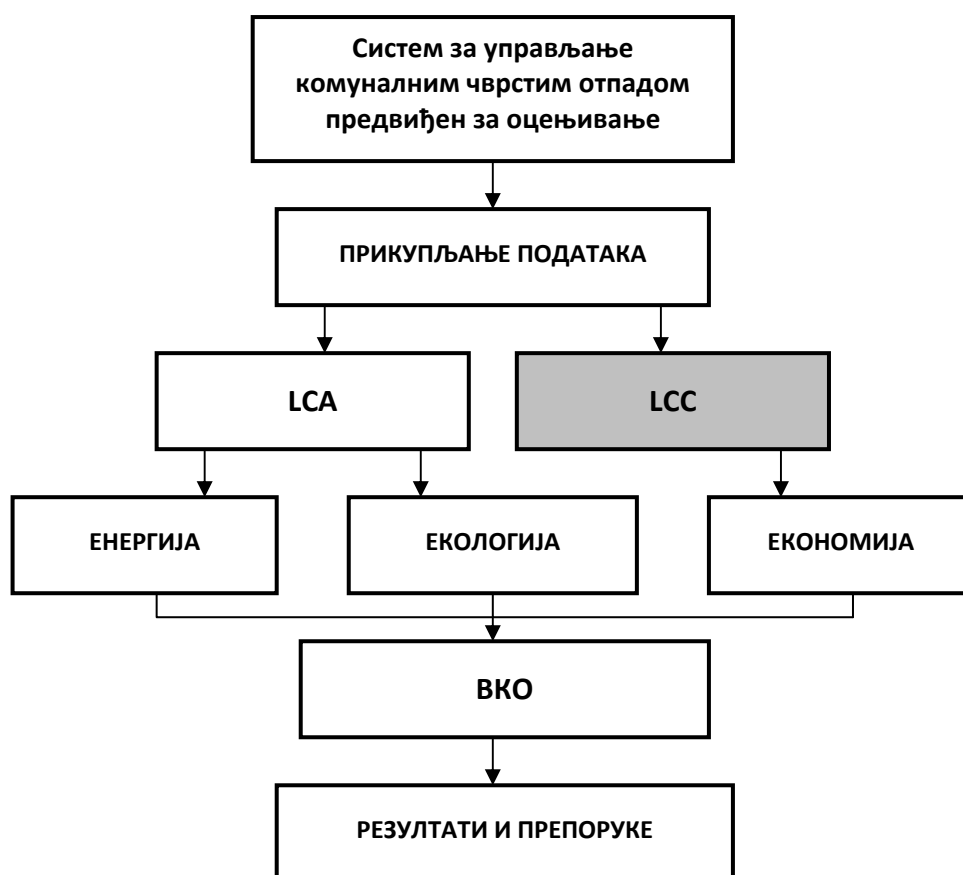 Систем за управљање
комуналним чврстим отпадом
предвиђен за оцењивање
ПРИКУПЉАЊЕ ПОДАТАКА
LCA
LCC
ЕНЕРГИЈА
ЕКОЛОГИЈА
ЕКОНОМИЈА
ВКО
РЕЗУЛТАТИ И ПРЕПОРУКЕ